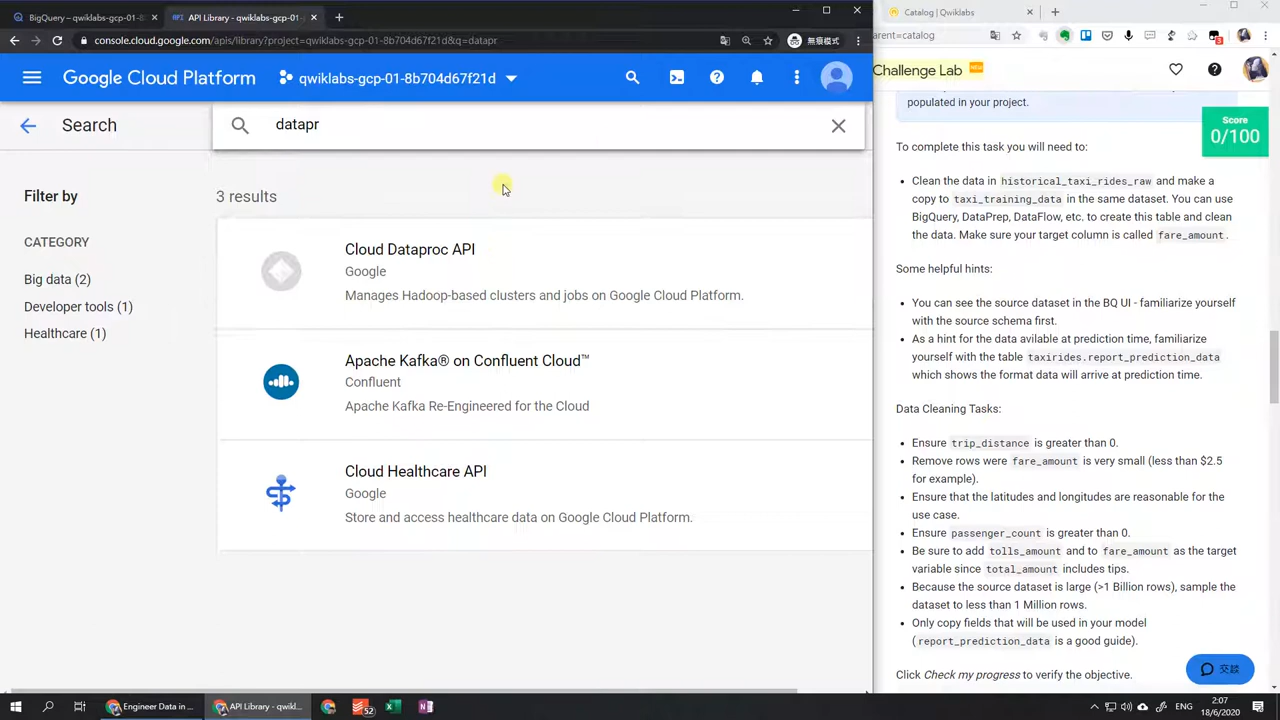 BigQuery – qwiklabs-gcp-01-8
API Library – qwiklabs-gcp-01-
console.cloud.google.com/apis/library?project=qwiklabs-gcp-01-8b704d67f21d&q=datapr
無痕模式
Google Cloud Platform
qwiklabs-gcp-01-8b704d67f21d
Search
datapr
Filter by
3 results
CATEGORY
Big data (2)
Developer tools (1)
Healthcare (1)
Cloud Dataproc API
Google
Manages Hadoop-based clusters and jobs on Google Cloud Platform.
Apache Kafka® on Confluent Cloud™
Confluent
Apache Kafka Re-Engineered for the Cloud
Cloud Healthcare API
Google
Store and access healthcare data on Google Cloud Platform.
Catalog | Qwiklabs
arent=catalog
Challenge Lab NEW
populated in your project.
Score
0/100
To complete this task you will need to:
Clean the data in historical_taxi_rides_raw and make a
copy to taxi_training_data in the same dataset. You can use
BigQuery, DataPrep, DataFlow, etc. to create this table and clean
the data. Make sure your target column is called fare_amount.
Some helpful hints:
You can see the source dataset in the BQ UI - familiarize yourself
with the source schema first.
As a hint for the data avilable at prediction time, familiarize
yourself with the table taxirides.report_prediction_data
which shows the format data will arrive at prediction time.
Data Cleaning Tasks:
Ensure trip_distance is greater than 0.
Remove rows were fare_amount is very small (less than $2.5
for example).
Ensure that the latitudes and longitudes are reasonable for the
use case.
Ensure passenger_count is greater than 0.
Be sure to add tolls_amount and to fare_amount as the target
variable since total_amount includes tips.
Because the source dataset is large (>1 Billion rows), sample the
dataset to less than 1 Million rows.
Only copy fields that will be used in your model
(report_prediction_data is a good guide).
Click Check my progress to verify the objective.
交談
Engineer Data in ...
API Library - qwikl...
52
ENG
2:07
18/6/2020